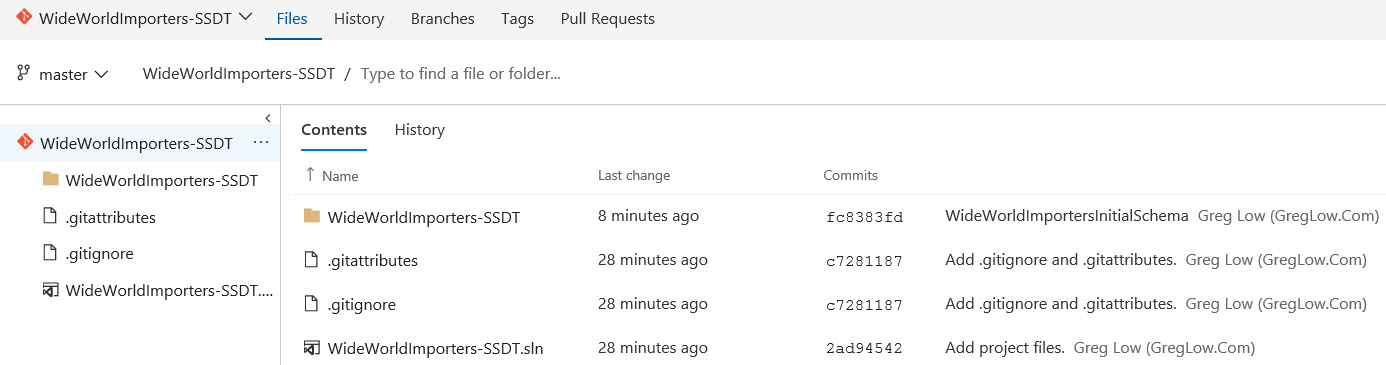 WideWorldImporters-SSDT Files History Branches Tags Pull Requests
master WideWorldImporters-SSDT / Type to find a file or folder...
WideWorldImporters-SSDT ...
WideWorldImporters-SSDT
.gitattributes
.gitignore
WideWorldImporters-SSDT....
Contents History
↑ Name Last change Commits
WideWorldImporters-SSDT 8 minutes ago fc8383fd WideWorldImportersInitialSchema Greg Low (GregLow.Com)
.gitattributes 28 minutes ago c7281187 Add .gitignore and .gitattributes. Greg Low (GregLow.Com)
.gitignore 28 minutes ago c7281187 Add .gitignore and .gitattributes. Greg Low (GregLow.Com)
WideWorldImporters-SSDT.sln 28 minutes ago 2ad94542 Add project files. Greg Low (GregLow.Com)